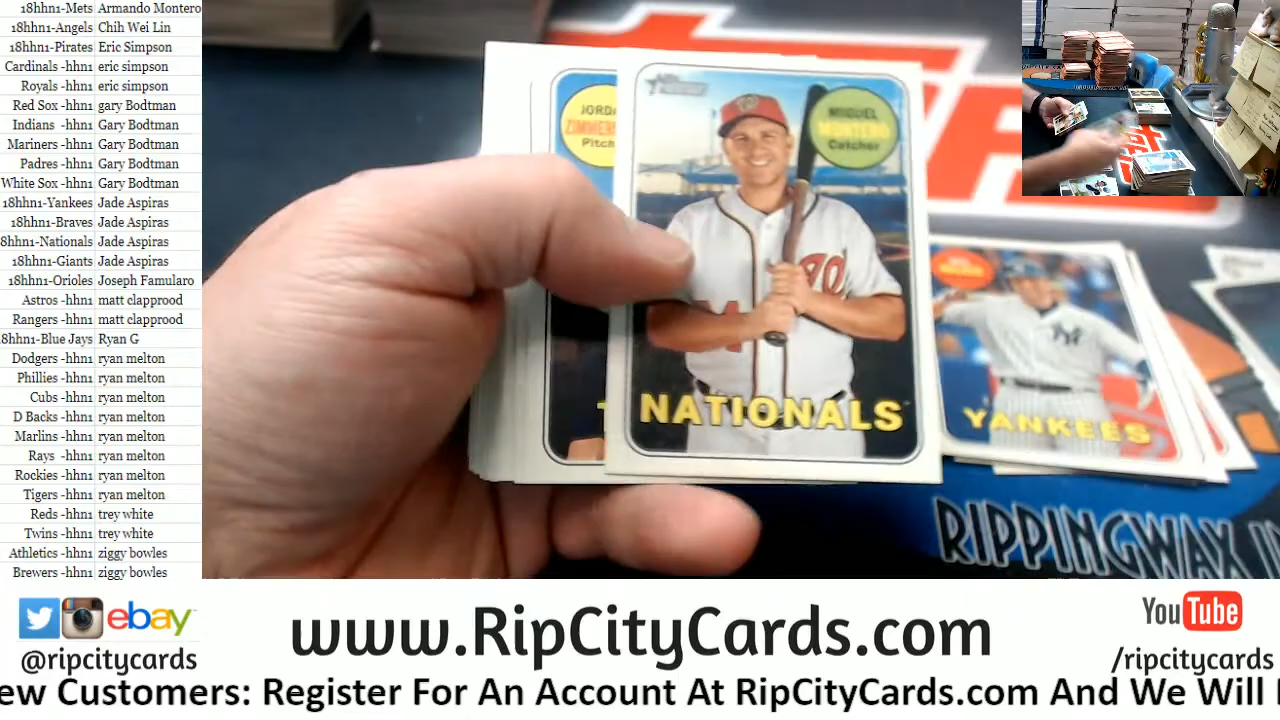 18hhn1-Mets Armando Montero
18hhn1-Angels Chih Wei Lin
18hhn1-Pirates Eric Simpson
Cardinals -hhn1 eric simpson
Royals -hhn1 eric simpson
Red Sox -hhn1 gary Bodtman
Indians -hhn1 Gary Bodtman
Mariners -hhn1 Gary Bodtman
Padres -hhn1 Gary Bodtman
White Sox -hhn1 Gary Bodtman
18hhn1-Yankees Jade Aspiras
18hhn1-Braves Jade Aspiras
8hhn1-Nationals Jade Aspiras
18hhn1-Giants Jade Aspiras
18hhn1-Orioles Joseph Famularo
Astros -hhn1 matt clapprood
Rangers -hhn1 matt clapprood
8hhn1-Blue Jays Ryan G
Dodgers -hhn1 ryan melton
Phillies -hhn1 ryan melton
Cubs -hhn1 ryan melton
D Backs -hhn1 ryan melton
Marlins -hhn1 ryan melton
Rays -hhn1 ryan melton
Rockies -hhn1 ryan melton
Tigers -hhn1 ryan melton
Reds -hhn1 trey white
Twins -hhn1 trey white
Athletics -hhn1 ziggy bowles
Brewers -hhn1 ziggy bowles
JORDA
ZIMMER
Pitch
MIGUEL
MONTERO
Catcher
NATIONALS
YANKEES
RIPPINGWAX
ebay
@ripcitycards
www.RipCityCards.com
YouTube
/ripcitycards
ew Customers: Register For An Account At RipCityCards.com And We Will